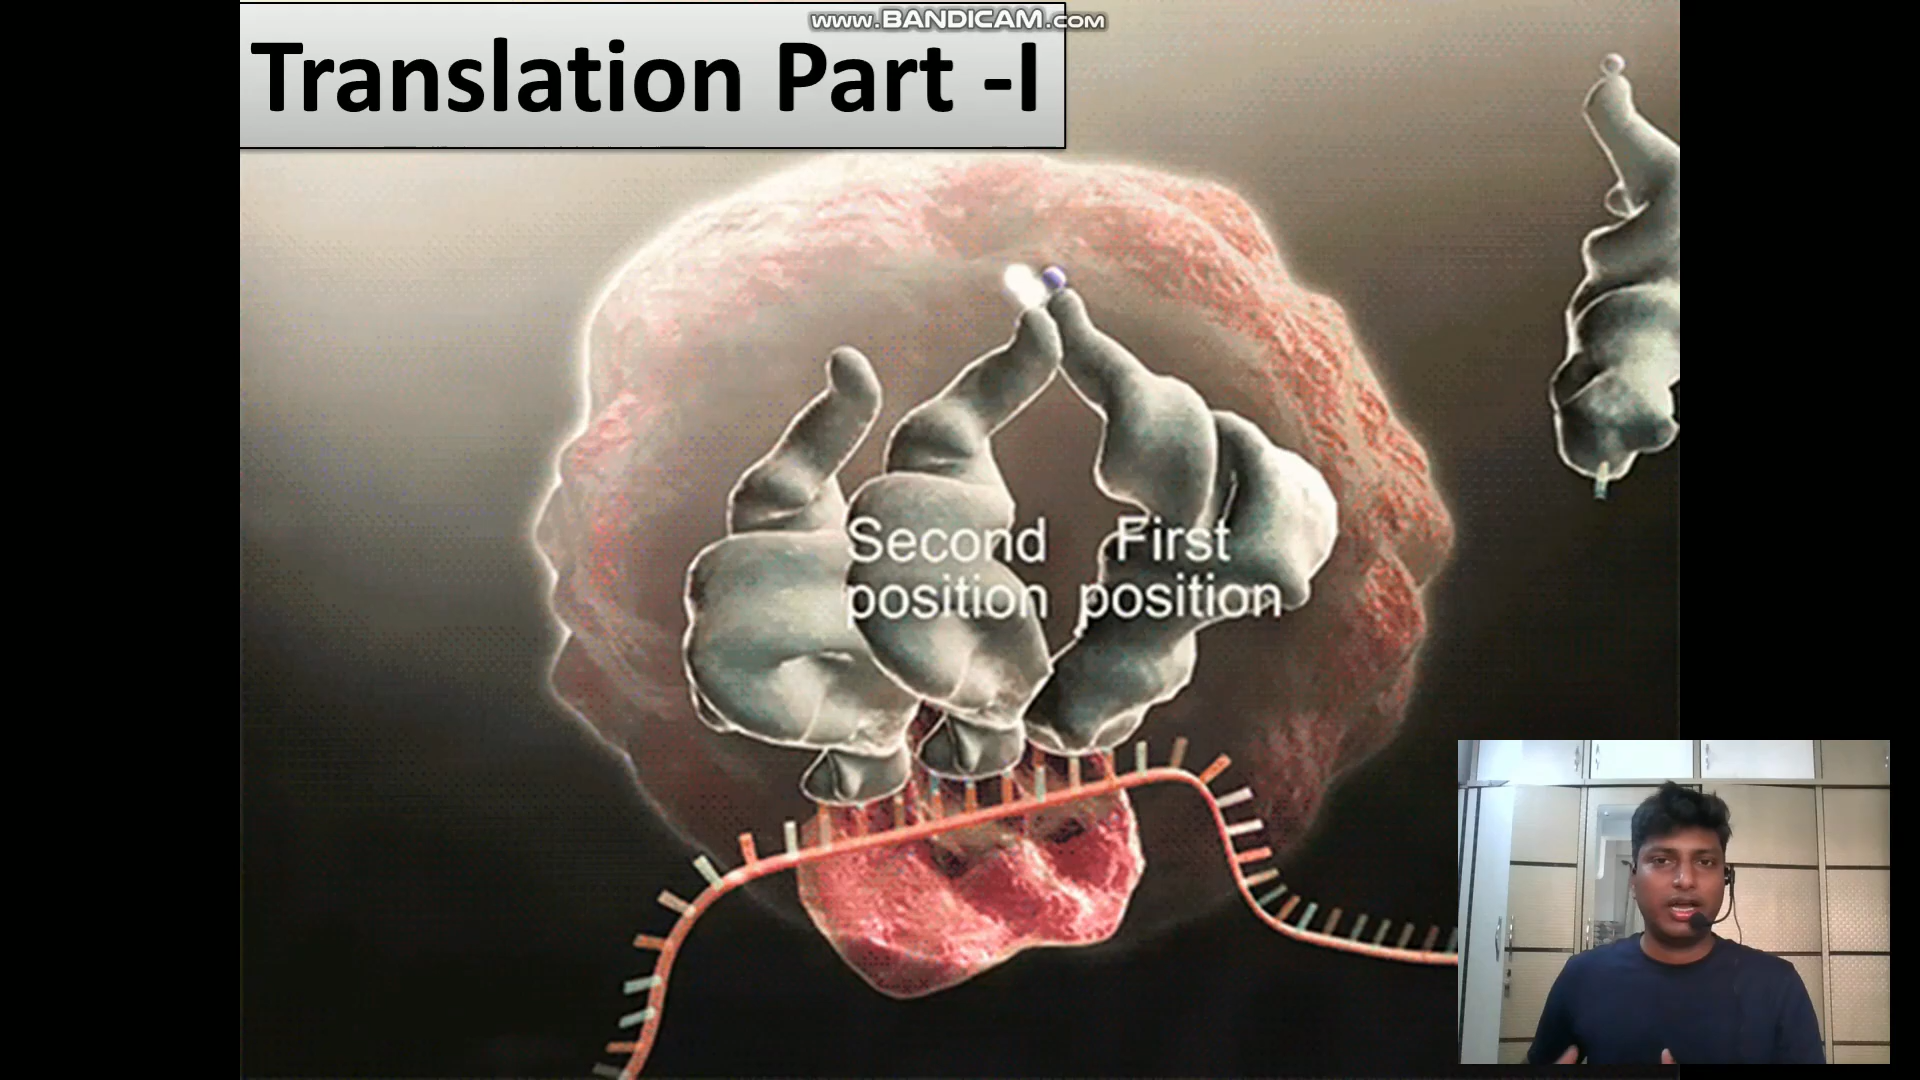 www.BANDICAM.com
Translation Part -I
Second First
position position